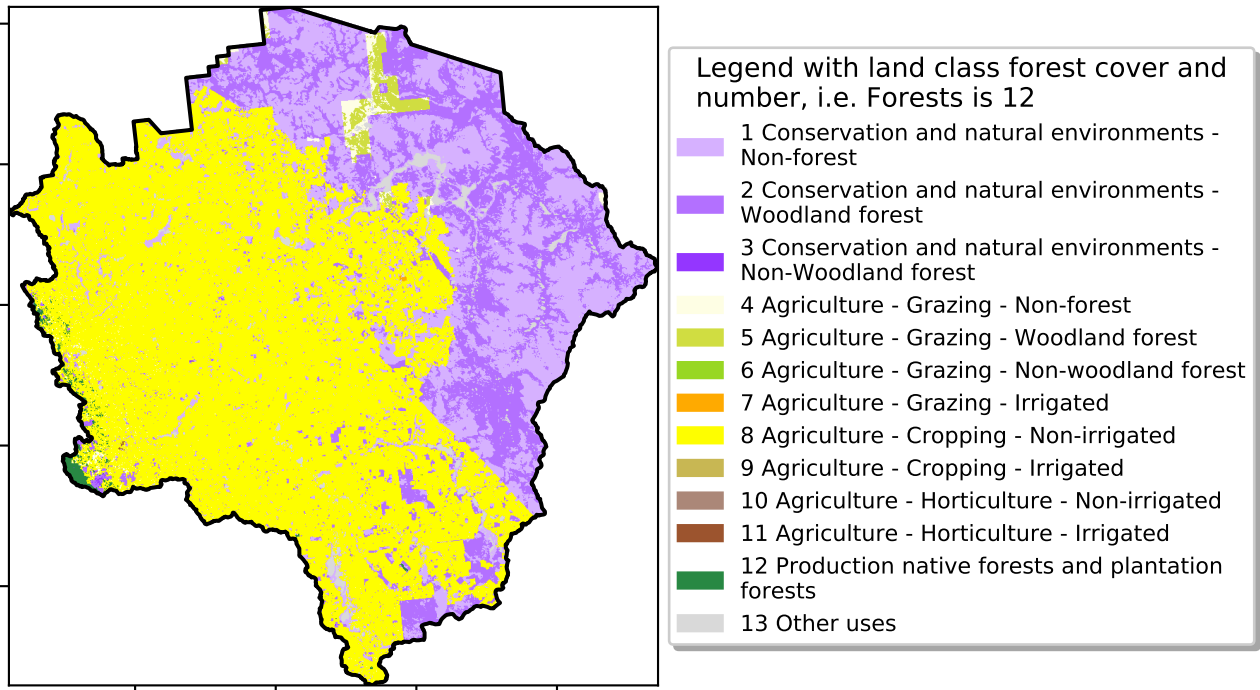 Legend with land class forest cover and
number, i.e. Forests is 12
1 Conservation and natural environments -
Non-forest
2 Conservation and natural environments -
Woodland forest
3 Conservation and natural environments -
Non-Woodland forest
4 Agriculture - Grazing - Non-forest
5 Agriculture - Grazing - Woodland forest
6 Agriculture - Grazing - Non-woodland forest
7 Agriculture - Grazing - Irrigated
8 Agriculture - Cropping - Non-irrigated
9 Agriculture - Cropping - Irrigated
10 Agriculture - Horticulture - Non-irrigated
11 Agriculture - Horticulture - Irrigated
12 Production native forests and plantation
forests
13 Other uses